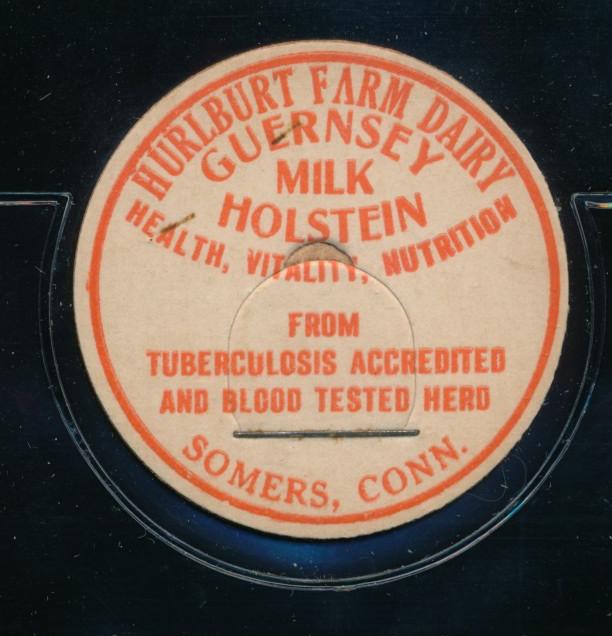 HURLBURT FARM DAIRY
GUERNSEY
MILK
HOLSTEIN
HEALTH, VITALITY, NUTRITION
FROM
TUBERCULOSIS ACCREDITED
AND BLOOD TESTED HERD
SOMERS, CONN.